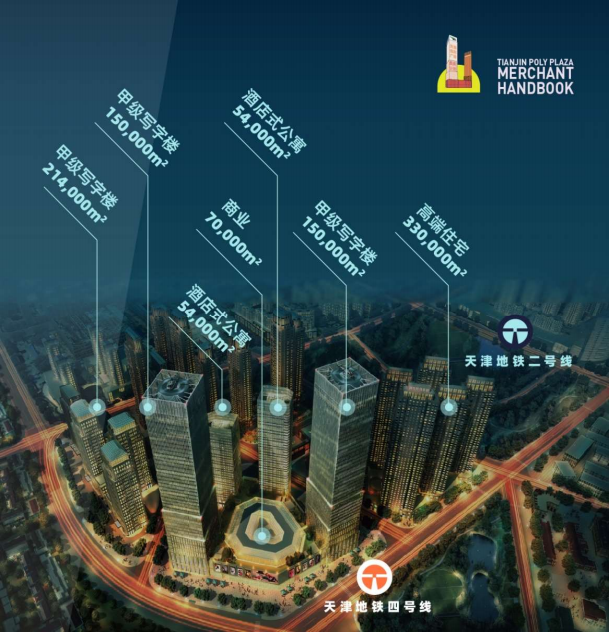 TIANJIN POLY PLAZA
MERCHANT
HANDBOOK
甲级写字楼
150,000m²
酒店式公寓
54,000m²
甲级写字楼
214,000m²
商业
70,000m²
甲级写字楼
150,000m²
高端住宅
330,000m²
酒店式公寓
54,000m²
天津地铁二号线
天津地铁四号线